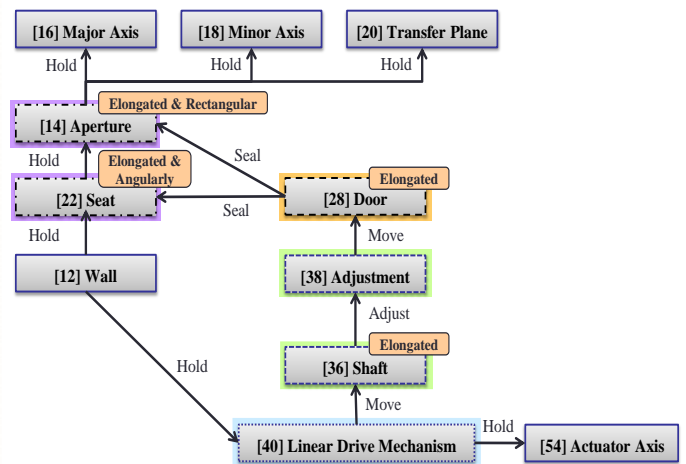 [16] Major Axis
[18] Minor Axis
[20] Transfer Plane
Hold
Hold
Hold
Elongated & Rectangular
[14] Aperture
Hold
Elongated &
Angularly
Seal
Elongated
[22] Seat
[28] Door
Seal
Hold
Move
[12] Wall
[38] Adjustment
Adjust
Elongated
Hold
[36] Shaft
Move
Hold
[40] Linear Drive Mechanism
[54] Actuator Axis